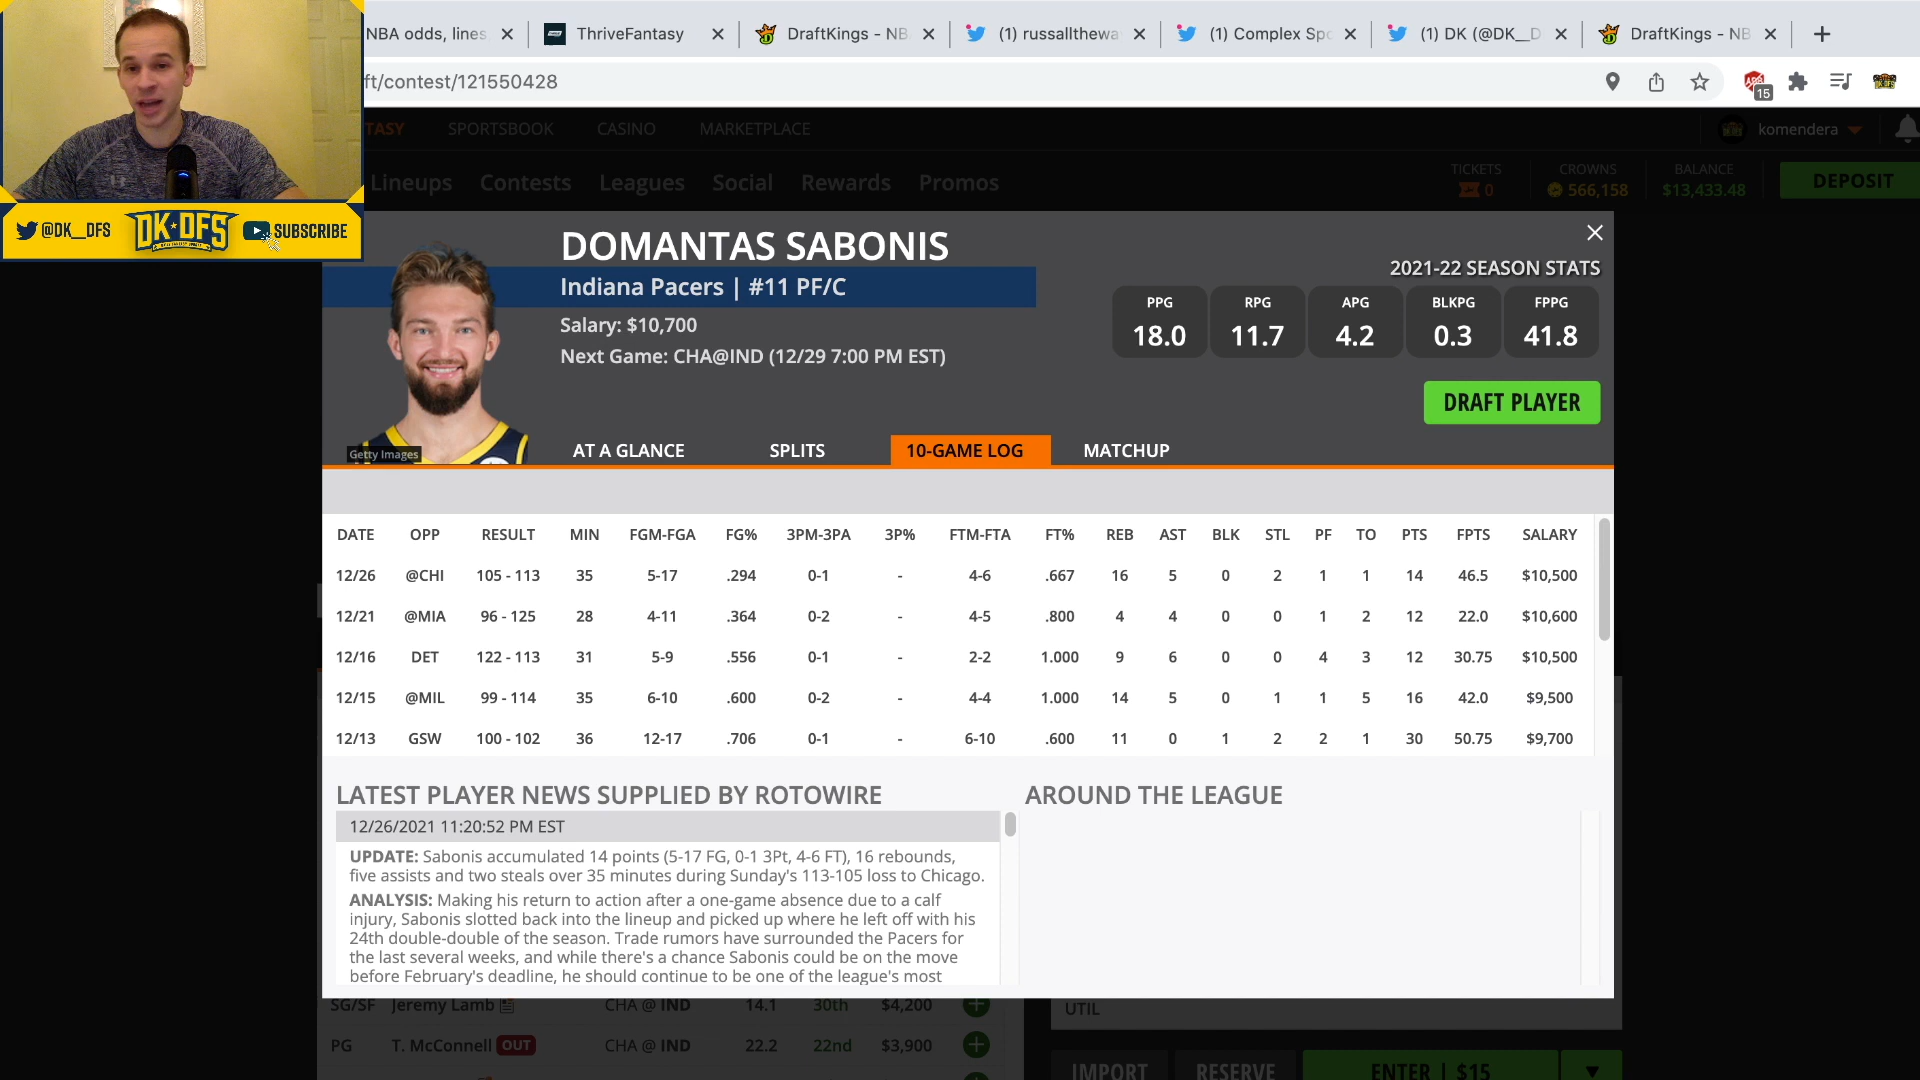 NBA odds, lines
ThriveFantasy
DraftKings - NB
(1) russallthewa
(1) Complex Spo
(1) DK (@DK__D
DraftKings - NB
ft/contest/121550428
15
TASY
SPORTSBOOK
CASINO
MARKETPLACE
komendera
Lineups
Contests
Leagues
Social
Rewards
Promos
TICKETS
0
CROWNS
566,158
BALANCE
$13,433.48
DEPOSIT
@DK__DFS
DK DFS
SUBSCRIBE
DOMANTAS SABONIS
Indiana Pacers | #11 PF/C
Salary: $10,700
Next Game: CHA@IND (12/29 7:00 PM EST)
2021-22 SEASON STATS
PPG RPG APG BLKPG FPPG
18.0 11.7 4.2 0.3 41.8
DRAFT PLAYER
Getty Images
AT A GLANCE
SPLITS
10-GAME LOG
MATCHUP
DATE OPP RESULT MIN FGM-FGA FG% 3PM-3PA 3P% FTM-FTA FT% REB AST BLK STL PF TO PTS FPTS SALARY
12/26 @CHI 105 - 113 35 5-17 .294 0-1 - 4-6 .667 16 5 0 2 1 1 14 46.5 $10,500
12/21 @MIA 96 - 125 28 4-11 .364 0-2 - 4-5 .800 4 4 0 0 1 2 12 22.0 $10,600
12/16 DET 122 - 113 31 5-9 .556 0-1 - 2-2 1.000 9 6 0 0 4 3 12 30.75 $10,500
12/15 @MIL 99 - 114 35 6-10 .600 0-2 - 4-4 1.000 14 5 0 1 1 5 16 42.0 $9,500
12/13 GSW 100 - 102 36 12-17 .706 0-1 - 6-10 .600 11 0 1 2 2 1 30 50.75 $9,700
LATEST PLAYER NEWS SUPPLIED BY ROTOWIRE
12/26/2021 11:20:52 PM EST
UPDATE: Sabonis accumulated 14 points (5-17 FG, 0-1 3Pt, 4-6 FT), 16 rebounds,
five assists and two steals over 35 minutes during Sunday's 113-105 loss to Chicago.
ANALYSIS: Making his return to action after a one-game absence due to a calf
injury, Sabonis slotted back into the lineup and picked up where he left off with his
24th double-double of the season. Trade rumors have surrounded the Pacers for
the last several weeks, and while there's a chance Sabonis could be on the move
before February's deadline, he should continue to be one of the league's most
AROUND THE LEAGUE
SG/SF Jeremy Lamb CHA @ IND 14.1 30th $4,200
PG T. McConnell OUT CHA @ IND 22.2 22nd $3,900
UTIL
IMPORT
RESERVE
ENTER | $15